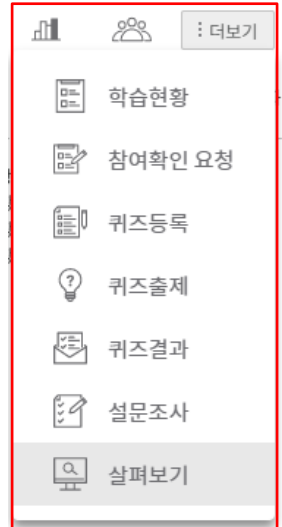 ⋮더보기
학습현황
참여확인 요청
퀴즈등록
퀴즈출제
퀴즈결과
설문조사
살펴보기